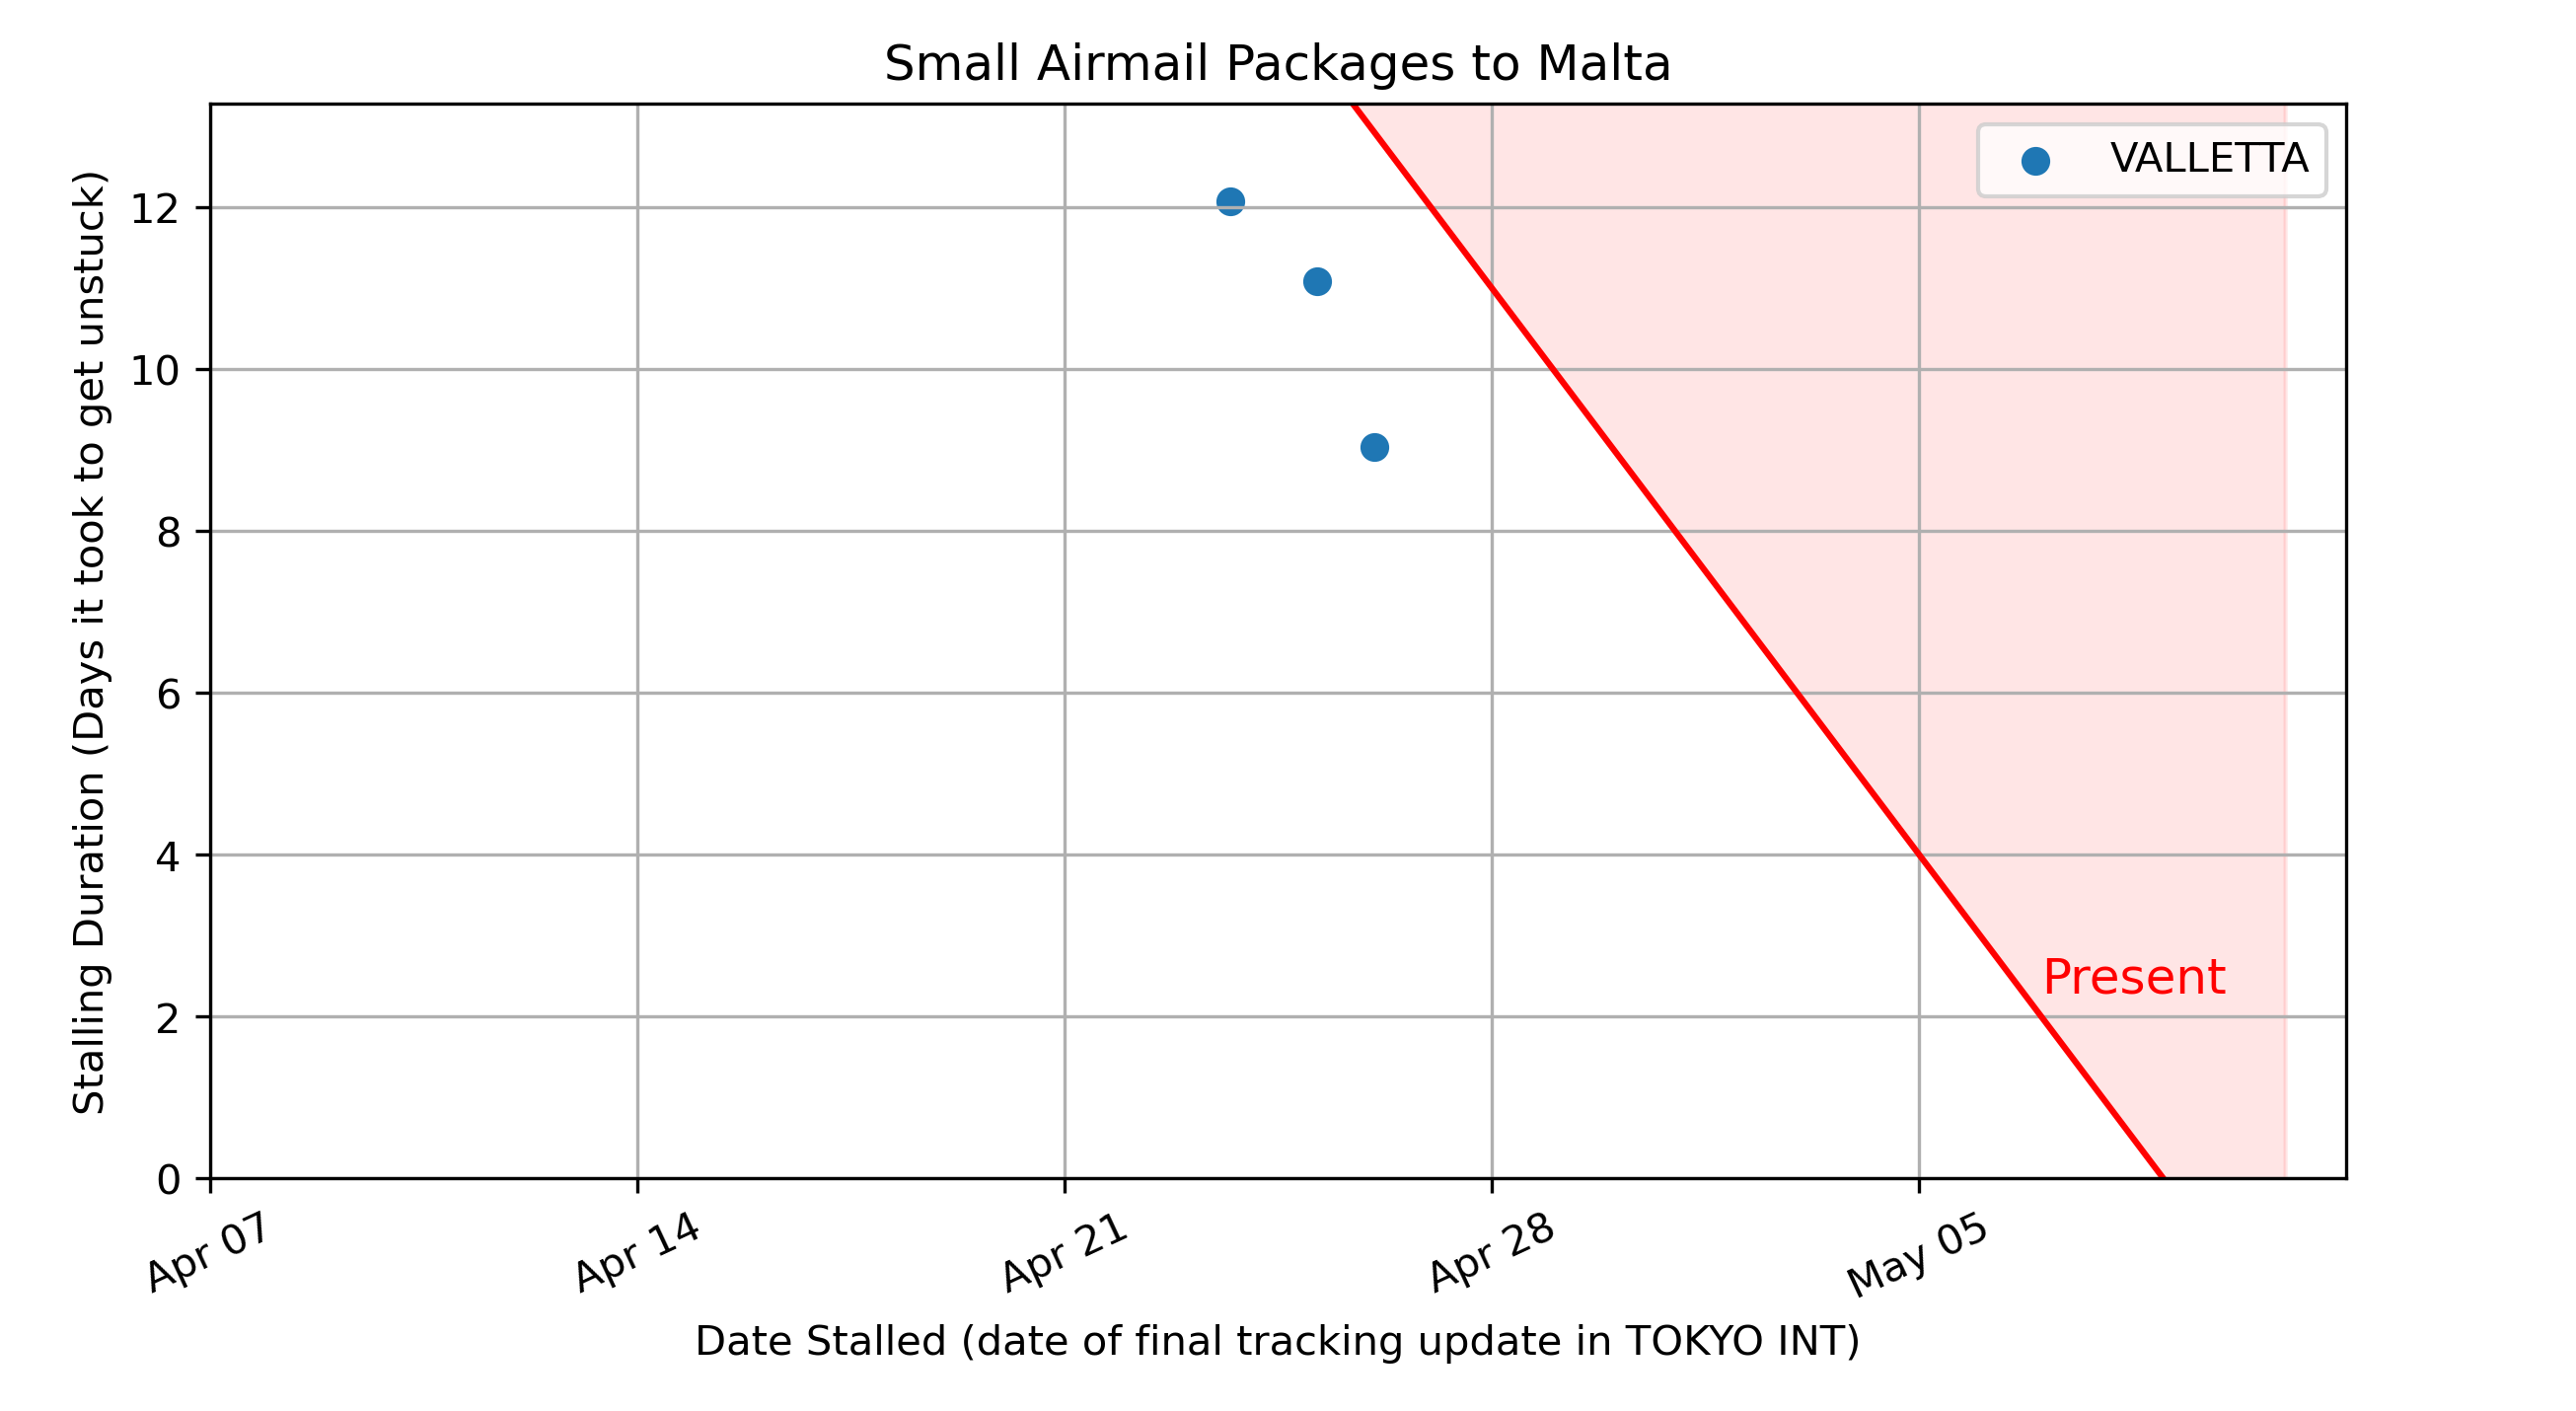 Small Airmail Packages to Malta
VALLETTA
Stalling Duration (Days it took to get unstuck)
12
10
8
6
4
2
0
Present
Apr 07
Apr 14
Apr 21
Apr 28
May 05
Date Stalled (date of final tracking update in TOKYO INT)